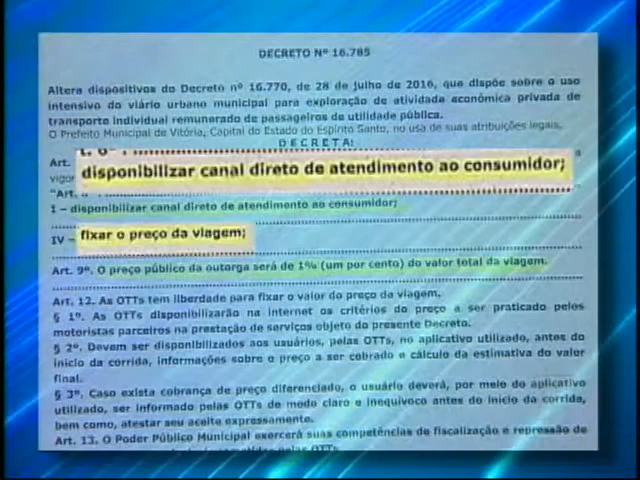 DECRETO Nº 16.785
Altera dispositivos do Decreto nº 16.770, de 28 de julho de 2016, que dispõe sobre o uso
intensivo do viário urbano municipal para exploração de atividade econômica privada de
transporte individual remunerado de passageiros de utilidade pública.
O Prefeito Municipal de Vitória, Capital do Estado do Espírito Santo, no uso de suas atribuições legais,
DECRETA:
Art.
disponibilizar canal direto de atendimento ao consumidor;
vigor
"Art.
I – disponibilizar canal direto de atendimento ao consumidor;
IV – fixar o preço da viagem;
Art. 9º. O preço público da outorga será de 1% (um por cento) do valor total da viagem.
Art. 12. As OTTs tem liberdade para fixar o valor do preço da viagem.
§ 1º. As OTTs disponibilizarão na internet os critérios do preço a ser praticado pelos
motoristas parceiros na prestação de serviços objeto do presente Decreto.
§ 2º. Devem ser disponibilizados aos usuários, pelas OTTs, no aplicativo utilizado, antes do
início da corrida, informações sobre o preço a ser cobrado e cálculo da estimativa do valor
final.
§ 3º. Caso exista cobrança de preço diferenciado, o usuário deverá, por meio do aplicativo
utilizado, ser informado pelas OTTs de modo claro e inequívoco antes do início da corrida,
bem como, atestar seu aceite expressamente.
Art. 13. O Poder Público Municipal exercerá suas competências de fiscalização e repressão de